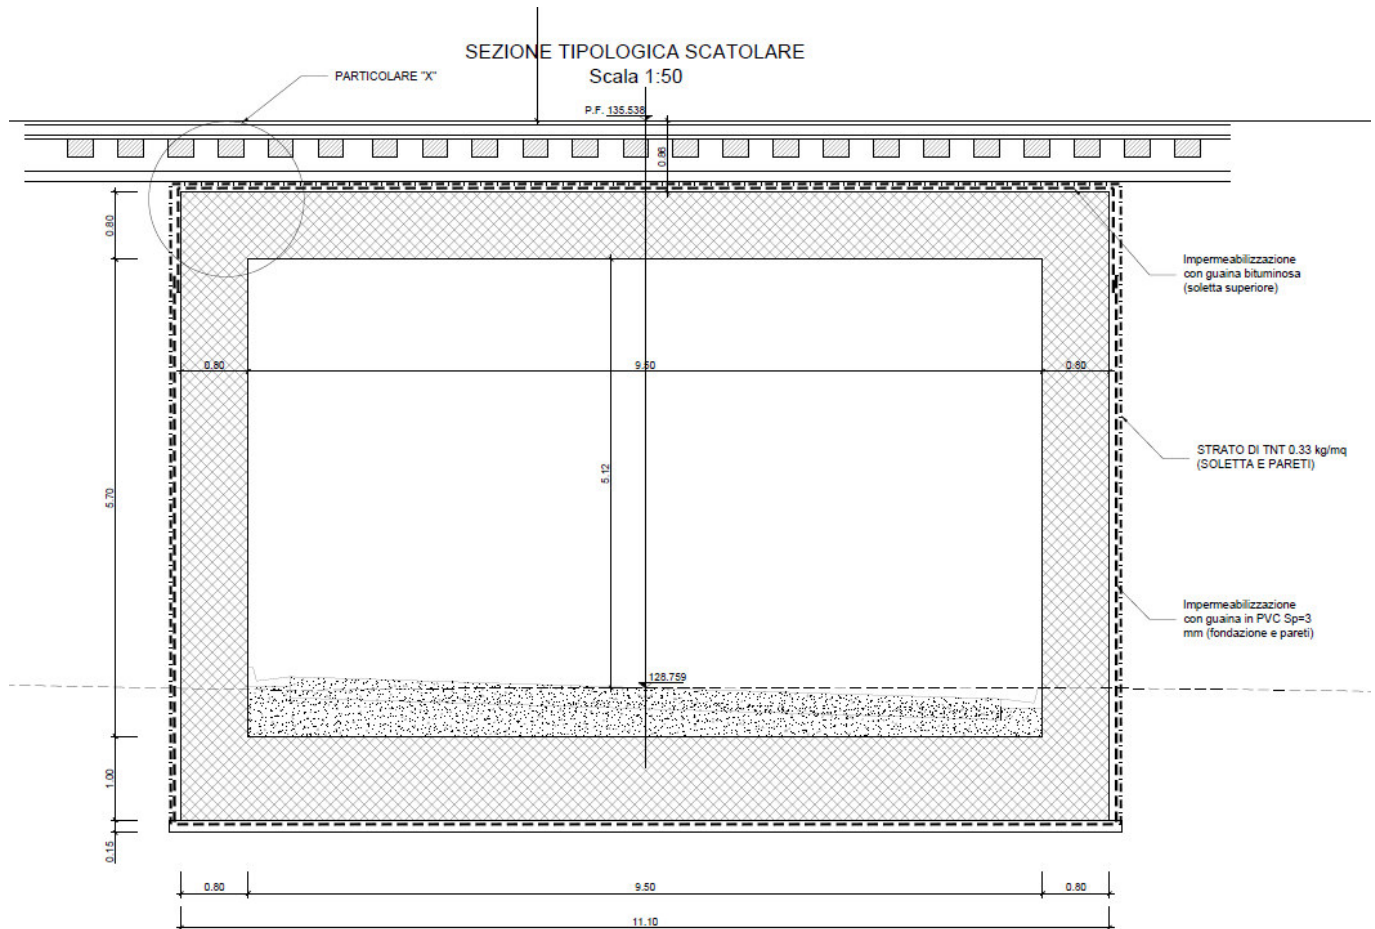 SEZIONE TIPOLOGICA SCATOLARE
Scala 1:50
PARTICOLARE "X"
P.F. 135.538
0.86
0.80
Impermeabilizzazione
con guaina bituminosa
(soletta superiore)
0.80
9.50
0.80
5.12
5.70
STRATO DI TNT 0.33 kg/mq
(SOLETTA E PARETI)
Impermeabilizzazione
con guaina in PVC Sp=3
mm (fondazione e pareti)
128.759
1.00
0.15
0.80
9.50
0.80
11.10